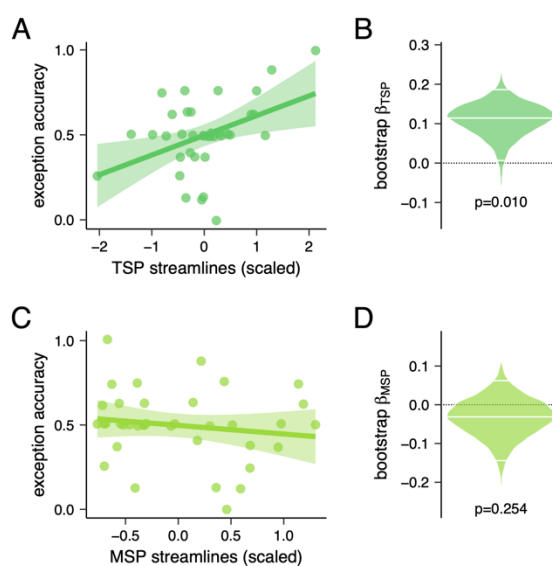 A
exception accuracy
1.0
0.5
0.0
−2
−1
0
1
2
TSP streamlines (scaled)
B
bootstrap βTSP
0.3
0.2
0.1
0.0
−0.1
p=0.010
C
exception accuracy
1.0
0.5
0.0
−0.5
0.0
0.5
1.0
MSP streamlines (scaled)
D
bootstrap βMSP
0.1
0.0
−0.1
−0.2
p=0.254